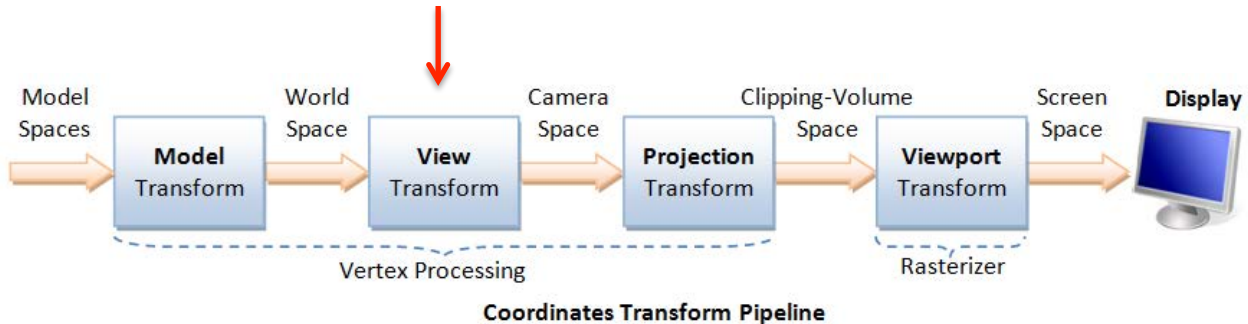 Model
Spaces
Model
Transform
World
Space
View
Transform
Camera
Space
Projection
Transform
Clipping-Volume
Space
Viewport
Transform
Screen
Space
Display
Vertex Processing
Rasterizer
Coordinates Transform Pipeline